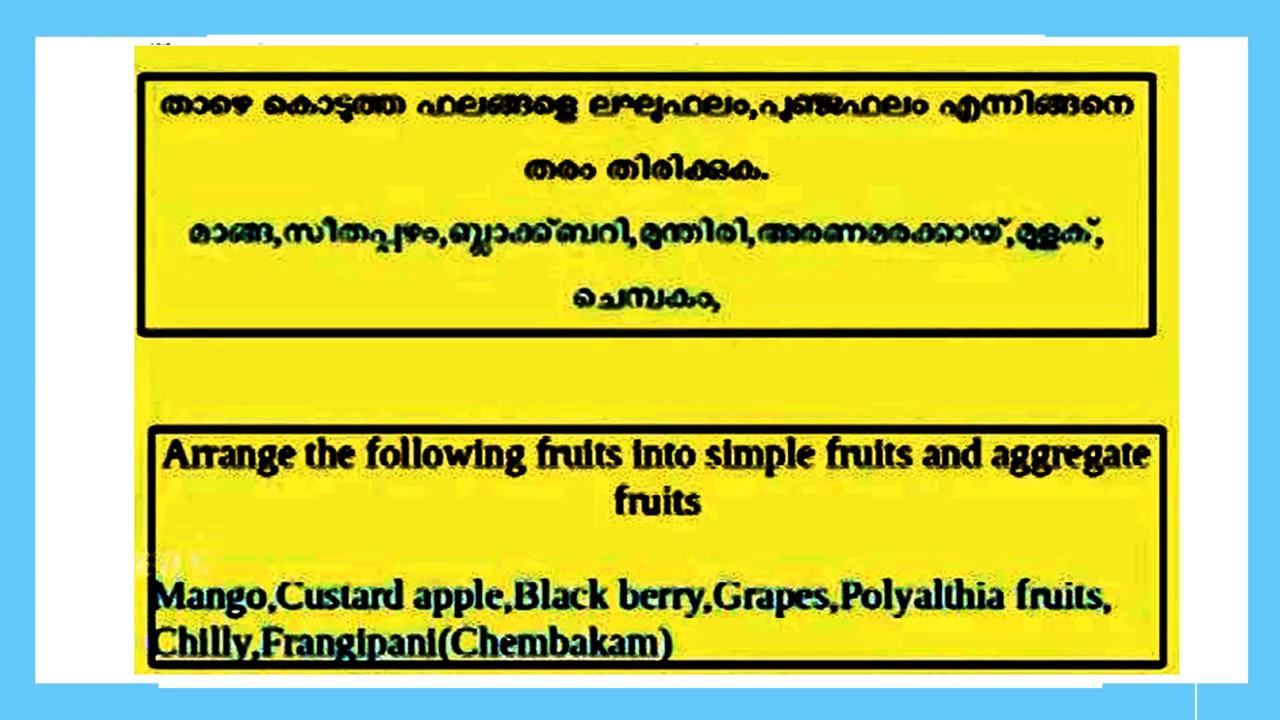 താഴെ കൊടുത്ത ഫലങ്ങളെ ലഘുഫലം,പുഞ്ജഫലം എന്നിങ്ങനെ
തരം തിരിക്കുക.
മാങ്ങ,സീതപ്പഴം,ബ്ലാക്ക്ബറി,മുന്തിരി,അരണമരക്കായ്,മുളക്,
ചെമ്പകം,
Arrange the following fruits into simple fruits and aggregate
fruits
Mango,Custard apple,Black berry,Grapes,Polyalthia fruits,
Chilly,Frangipani(Chembakam)